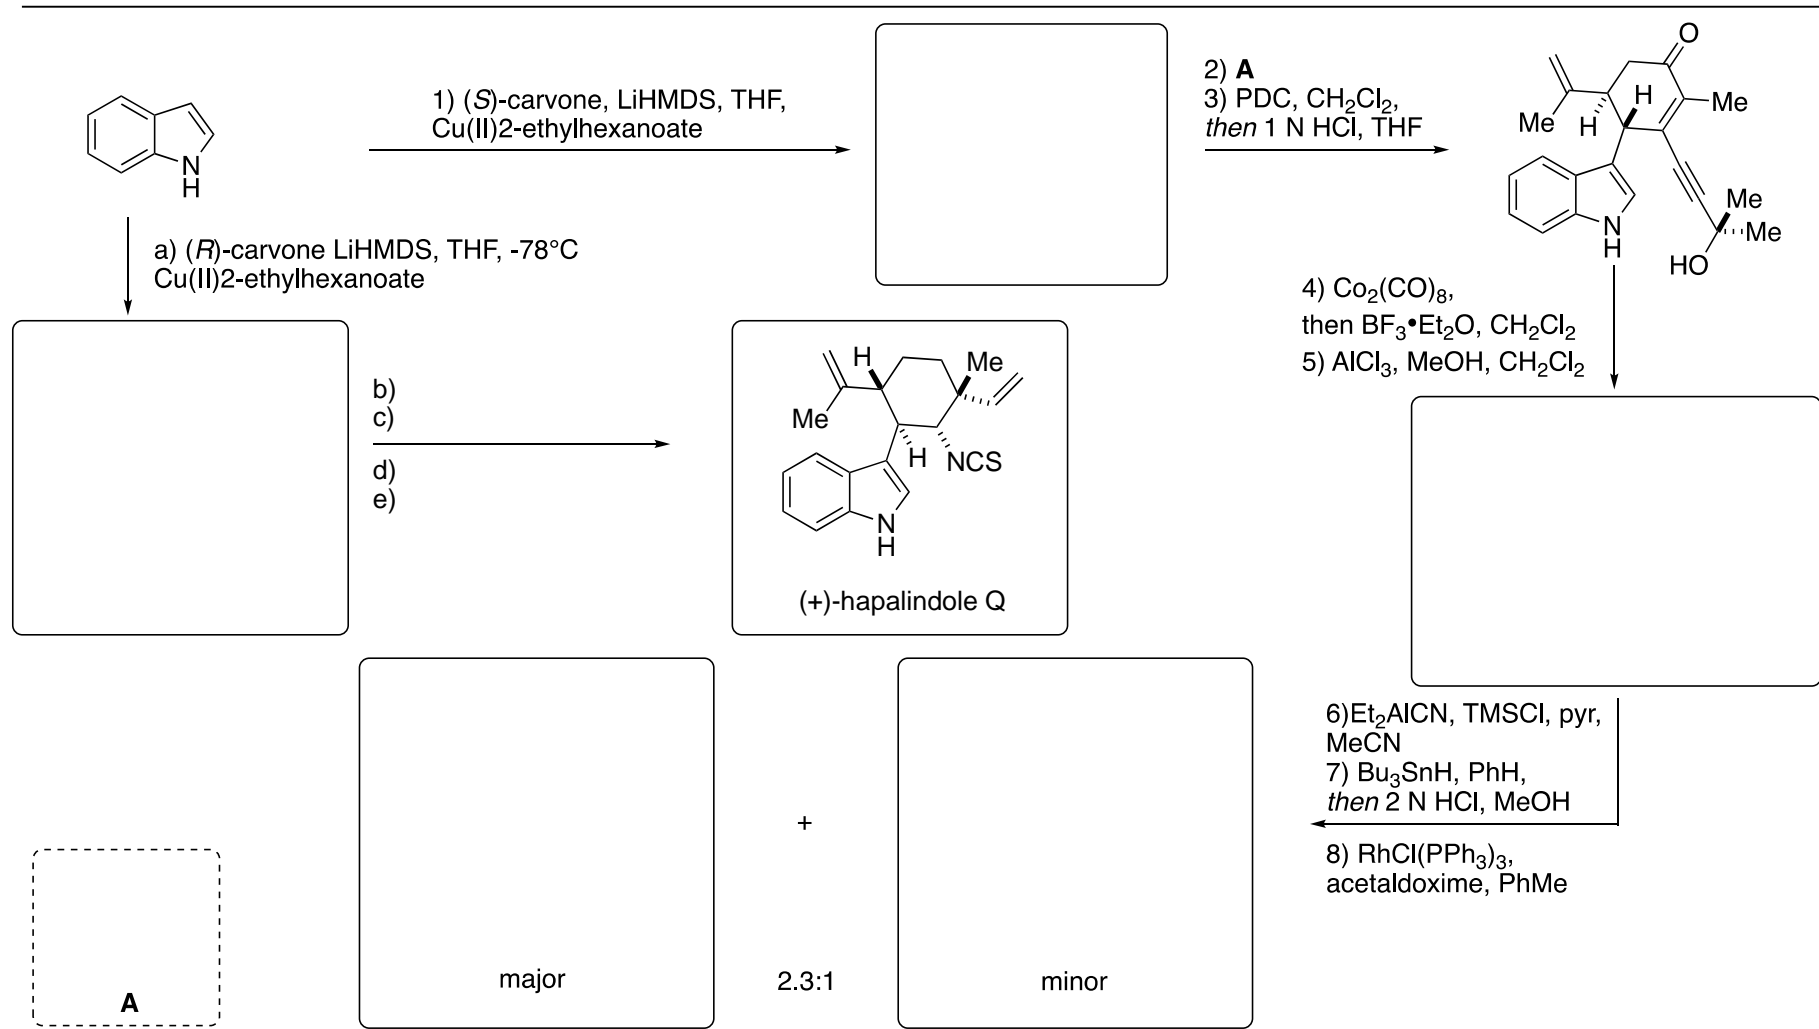 1) (S)-carvone, LiHMDS, THF,
Cu(II)2-ethylhexanoate
N
H
a) (R)-carvone LiHMDS, THF, -78°C
Cu(II)2-ethylhexanoate
2) A
3) PDC, CH2Cl2,
then 1 N HCl, THF
O
H
Me
Me
H
N
H
Me
Me
HO
4) Co2(CO)8,
then BF3•Et2O, CH2Cl2
5) AlCl3, MeOH, CH2Cl2
b)
c)
d)
e)
H
Me
Me
H
NCS
N
H
(+)-hapalindole Q
6)Et2AlCN, TMSCl, pyr,
MeCN
7) Bu3SnH, PhH,
then 2 N HCl, MeOH
8) RhCl(PPh3)3,
acetaldoxime, PhMe
+
major
2.3:1
minor
A